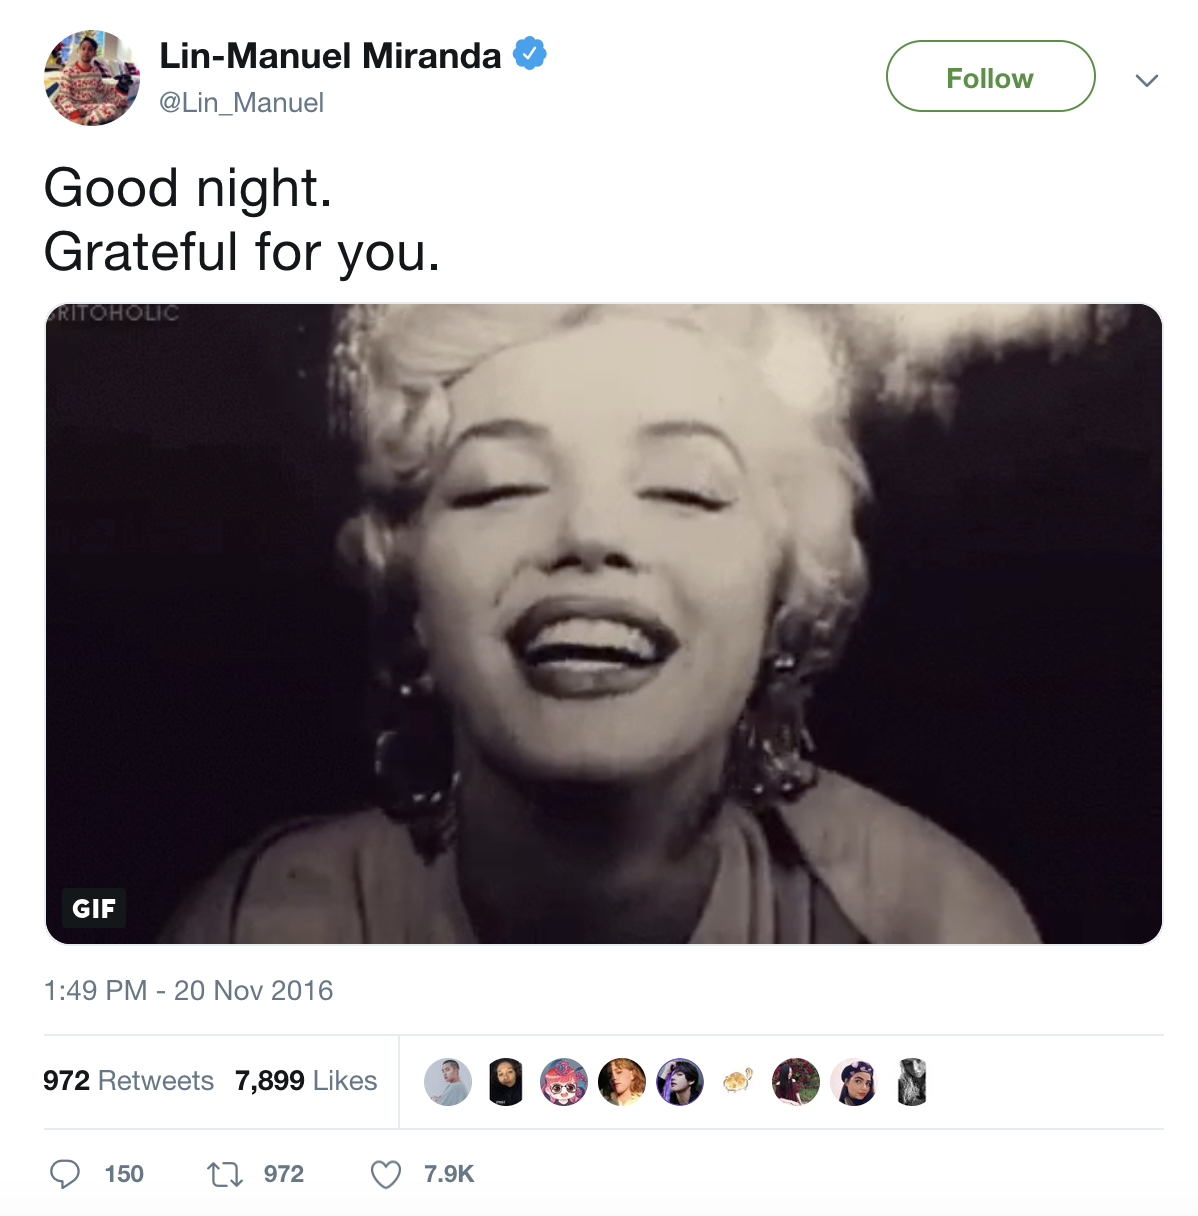 Lin-Manuel Miranda
@Lin_Manuel
Follow
Good night.
Grateful for you.
RITOHOLIC
GIF
1:49 PM - 20 Nov 2016
972 Retweets 7,899 Likes
150 972 7.9K